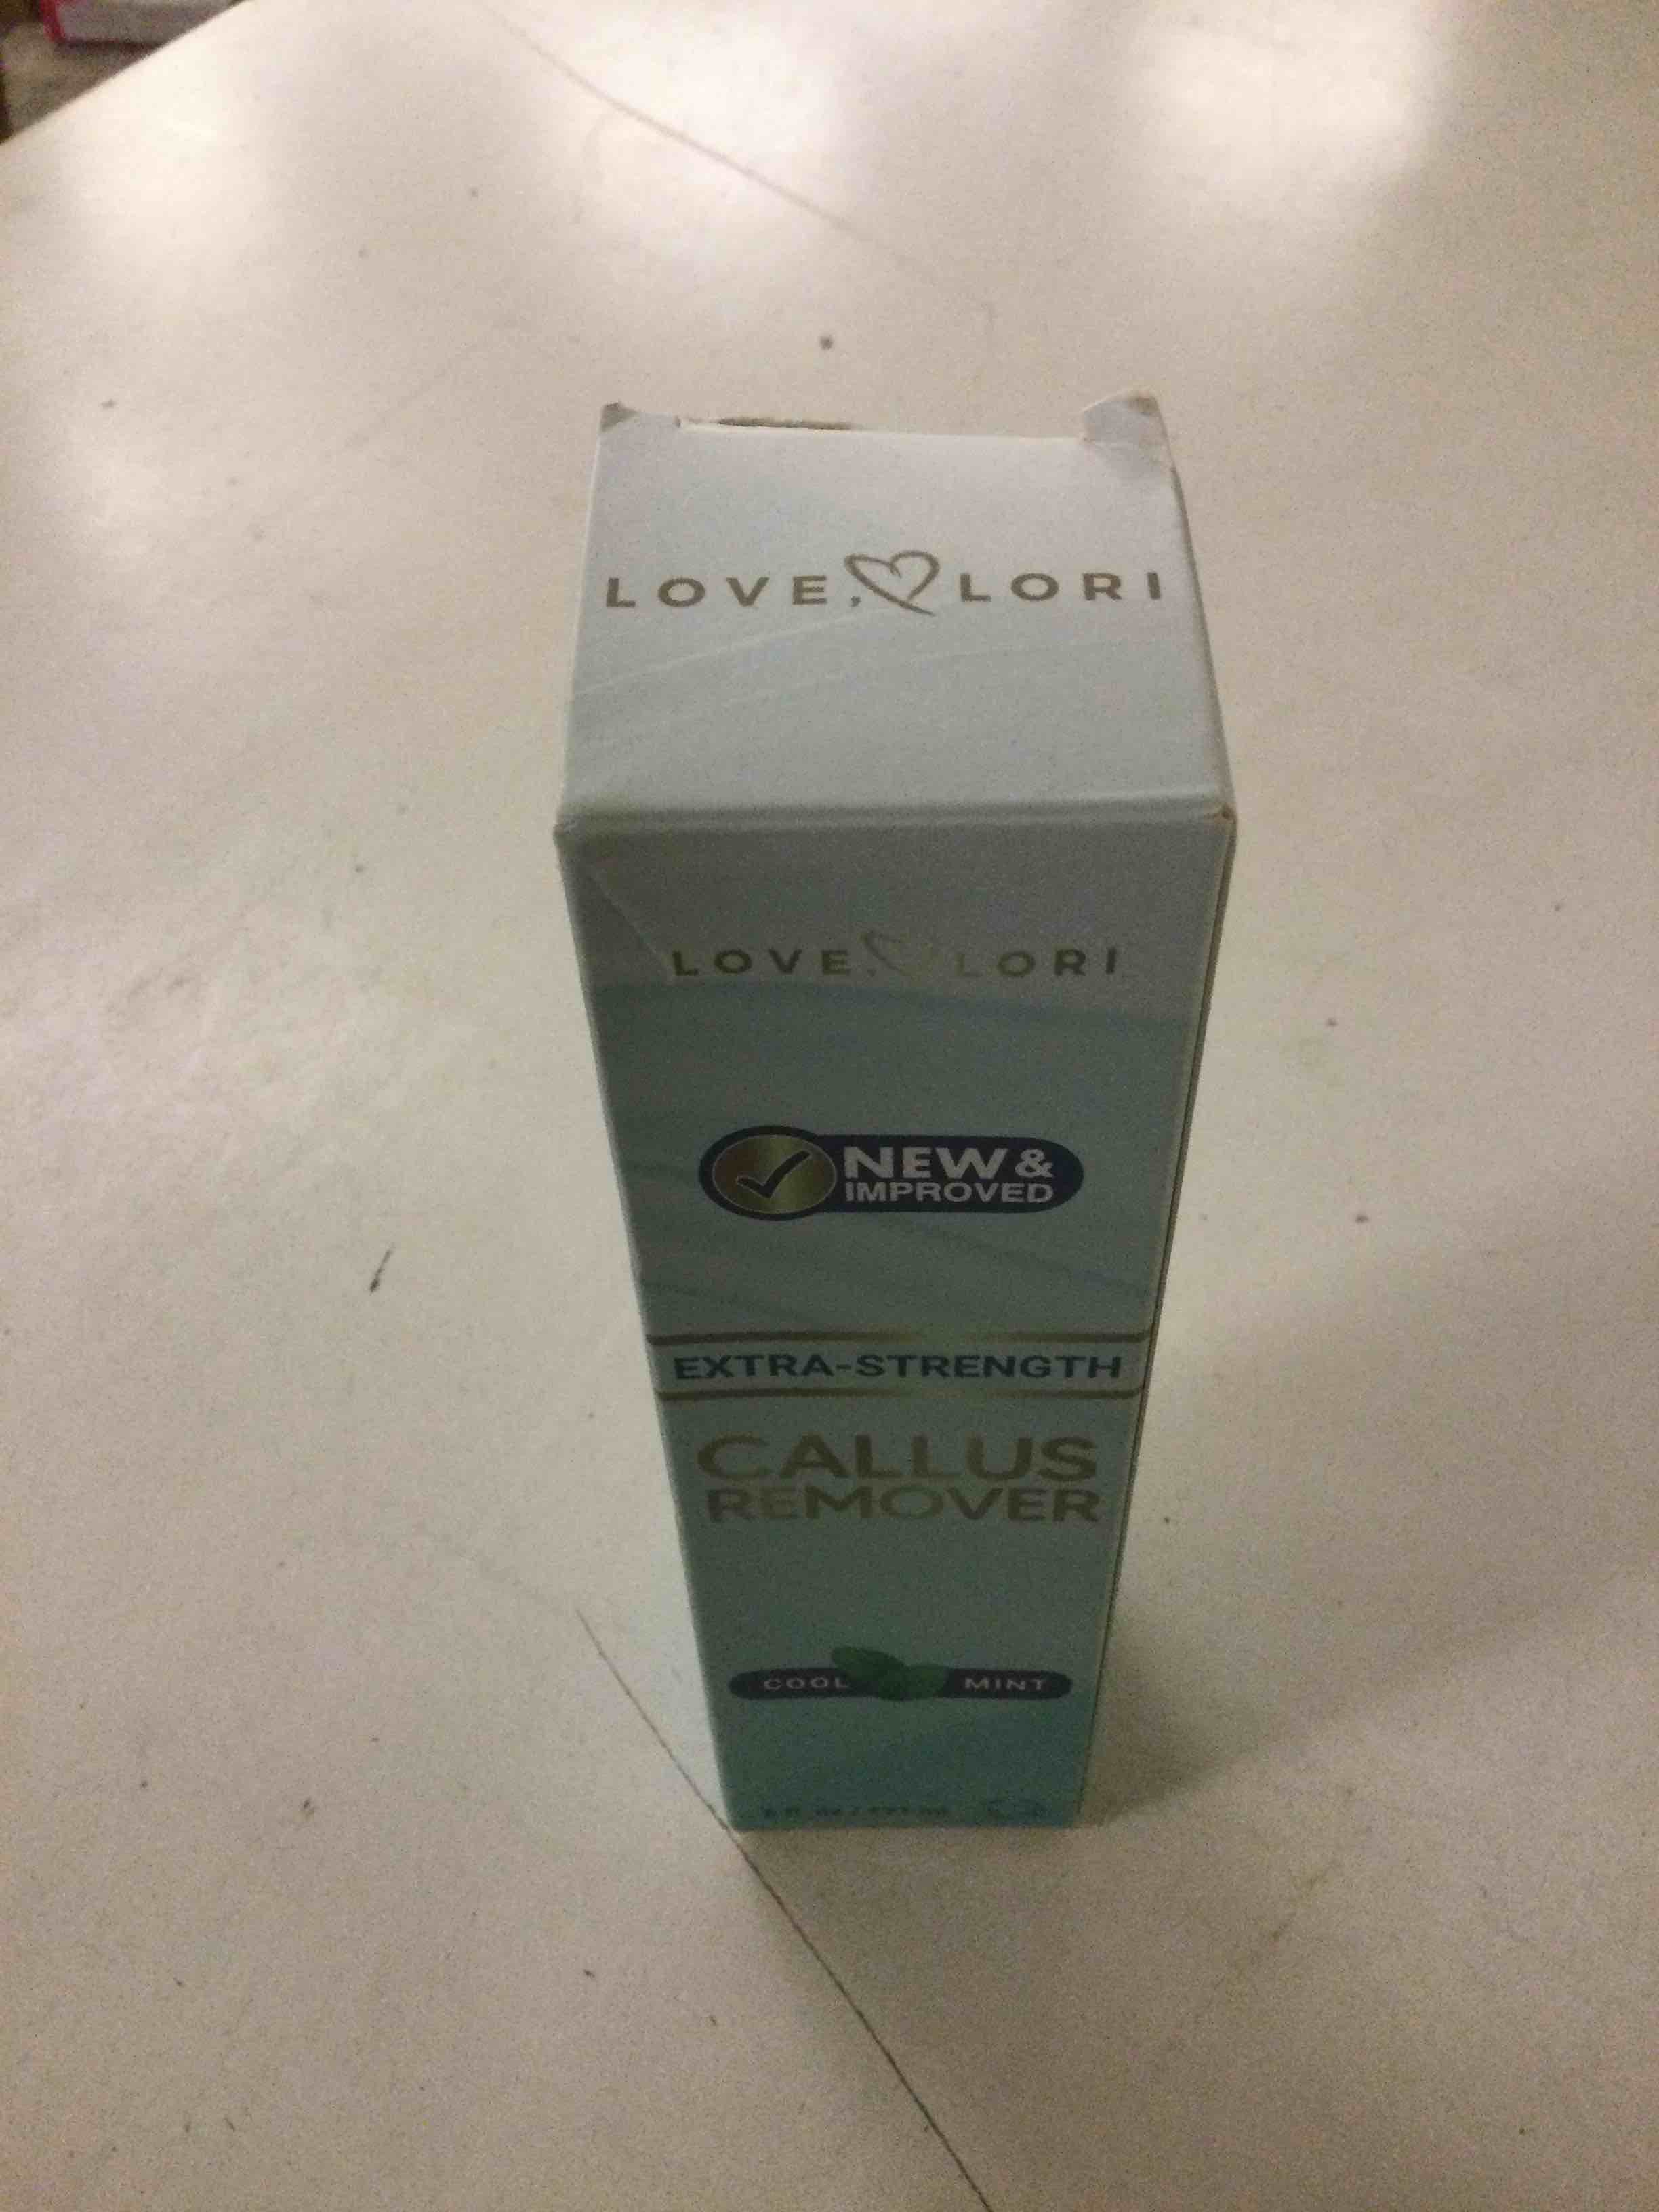 LOVE, LORI
LOVE, LORI
NEW &
IMPROVED
EXTRA-STRENGTH
CALLUS
REMOVER
COOL MINT